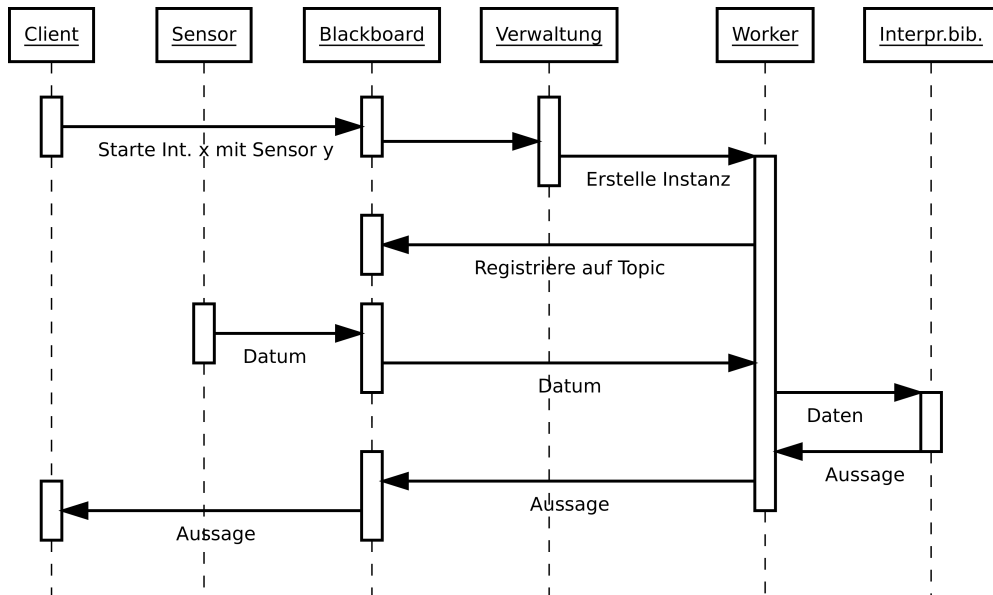 Client
Sensor
Blackboard
Verwaltung
Worker
Interpr.bib.
Starte Int. x mit Sensor y
Erstelle Instanz
Registriere auf Topic
Datum
Datum
Daten
Aussage
Aussage
Aussage